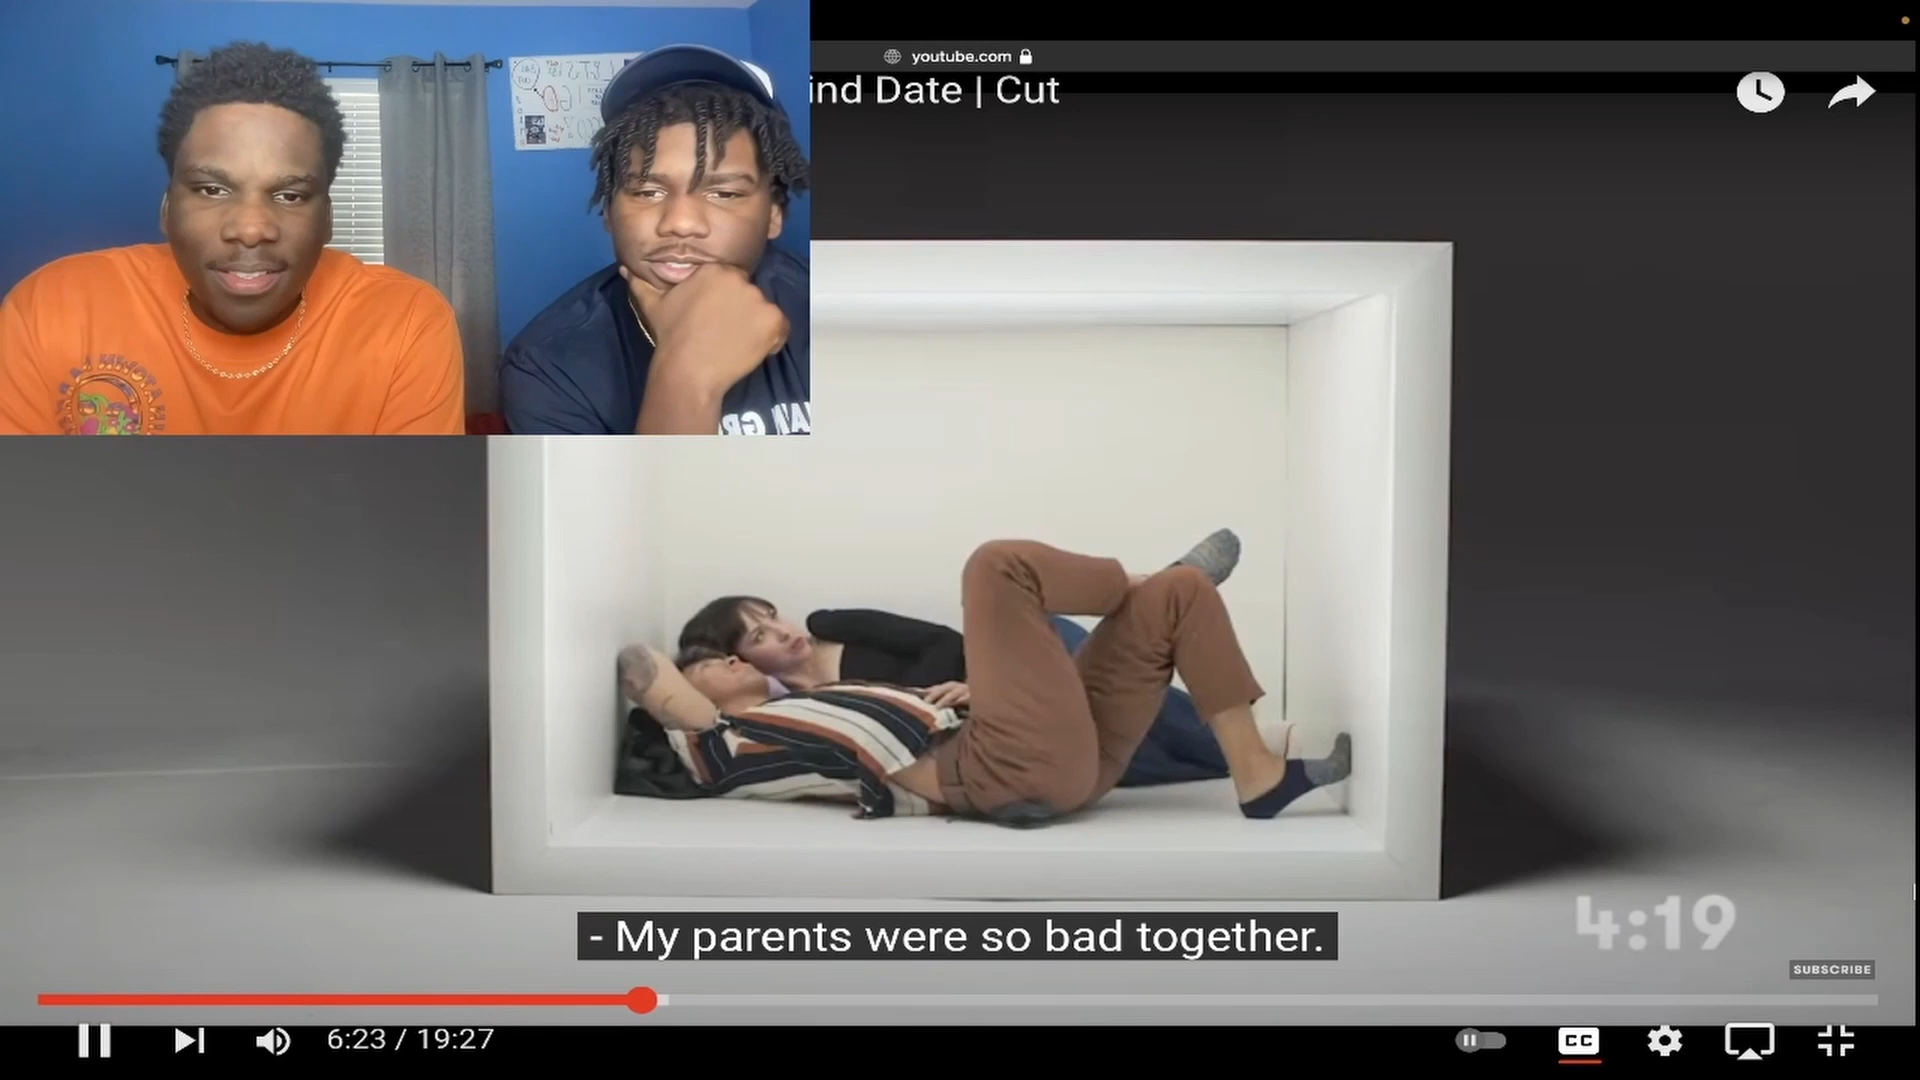 youtube.com
ind Date | Cut
4:19
- My parents were so bad together.
SUBSCRIBE
6:23 / 19:27
CC